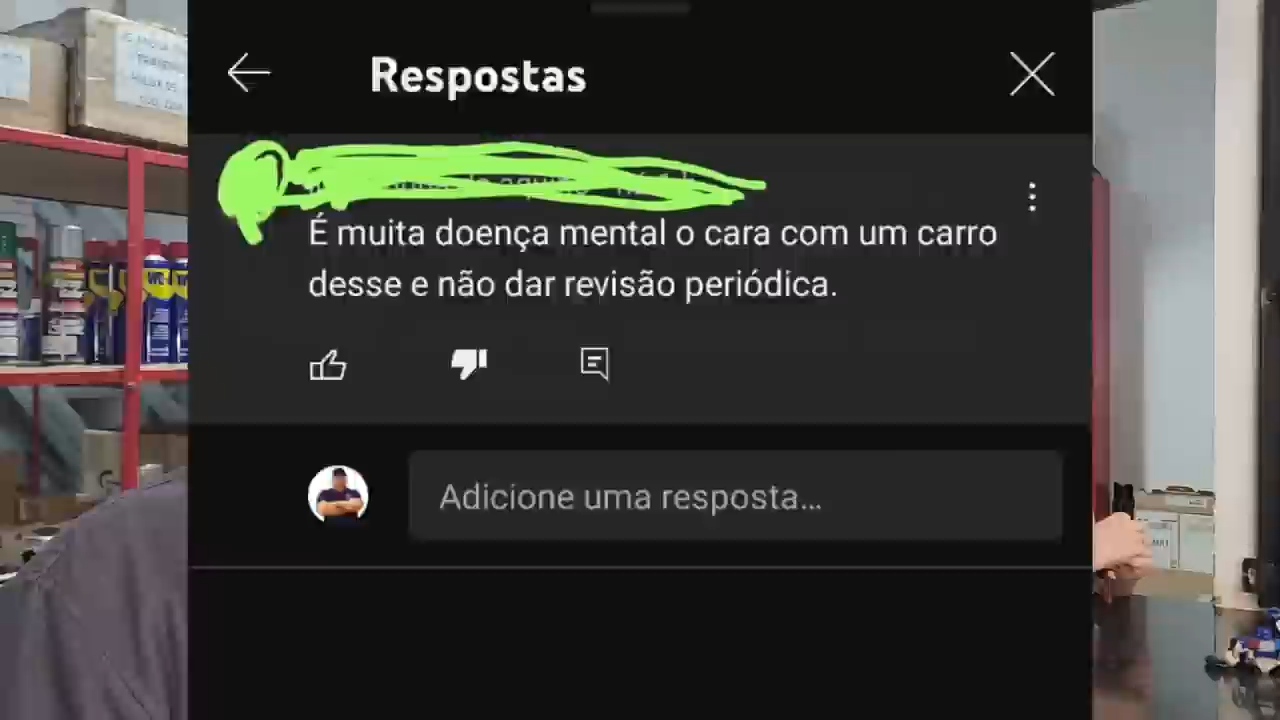 Respostas
É muita doença mental o cara com um carro
desse e não dar revisão periódica.
Adicione uma resposta...